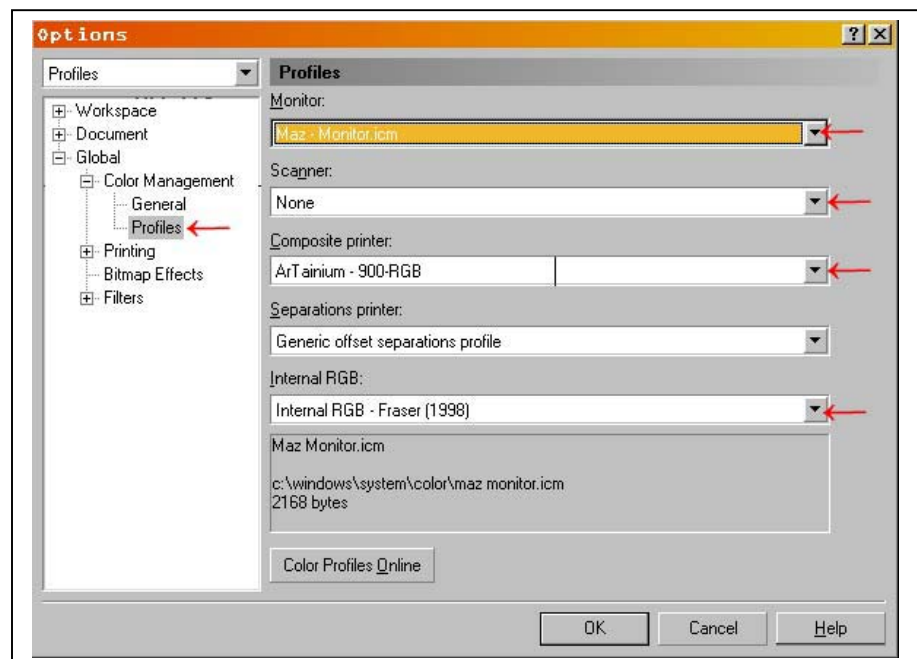 Options
Profiles
Profiles
Workspace
Document
Global
Color Management
General
Profiles
Printing
Bitmap Effects
Filters
Monitor:
Maz - Monitor.icm
Scanner:
None
Composite printer:
ArTainium - 900-RGB
Separations printer:
Generic offset separations profile
Internal RGB:
Internal RGB - Fraser (1998)
Maz Monitor.icm
c:\windows\system\color\maz monitor.icm
2168 bytes
Color Profiles Online
OK
Cancel
Help